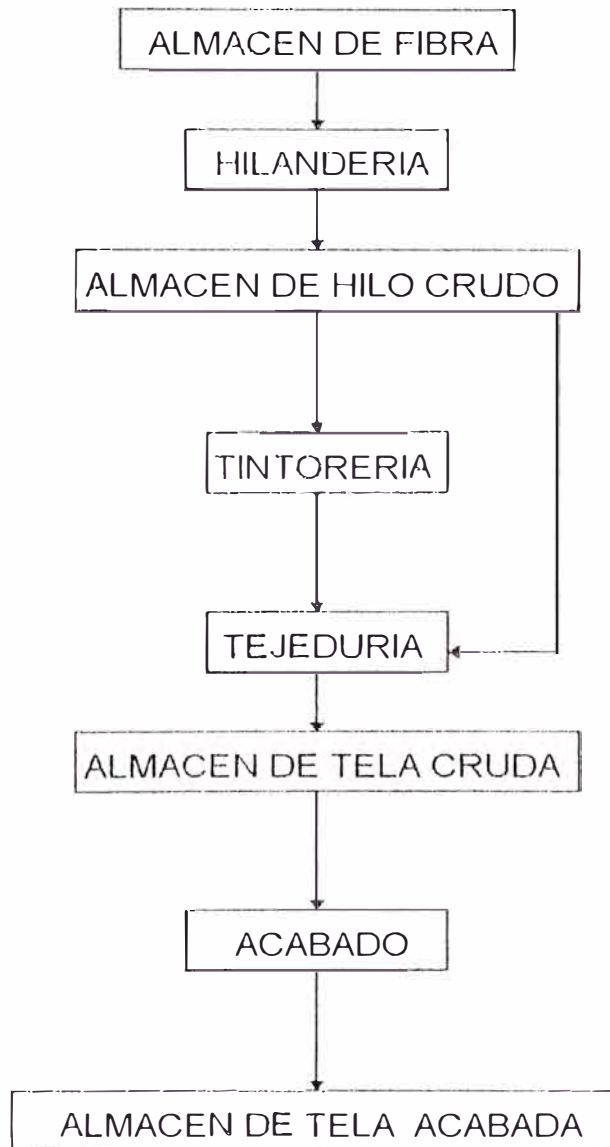 ALMACEN DE FIBRA
HILANDERIA
ALMACEN DE HILO CRUDO
TINTORERIA
TEJEDURIA
ALMACEN DE TELA CRUDA
ACABADO
ALMACEN DE TELA ACABADA